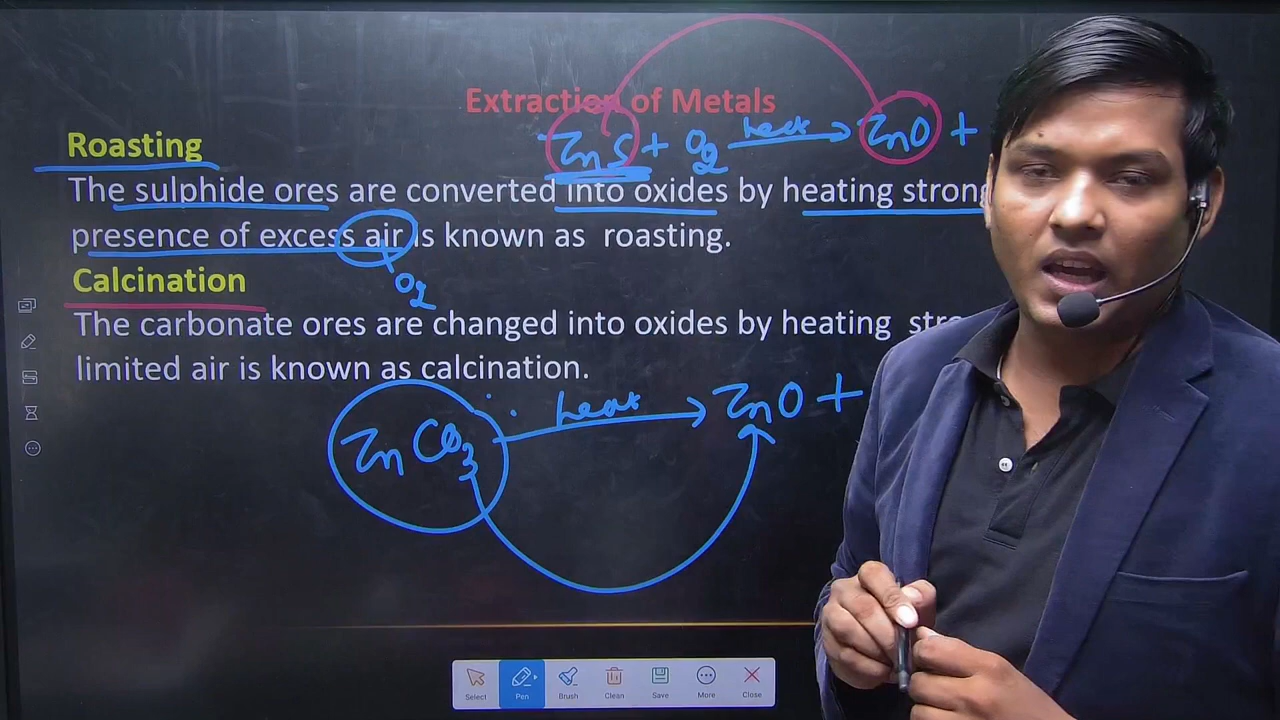 Extraction of Metals
ZnS + O2 heat ZnO +
Roasting
The sulphide ores are converted into oxides by heating strong
presence of excess air is known as roasting.
O2
Calcination
The carbonate ores are changed into oxides by heating stro
limited air is known as calcination.
ZnCO3 heat ZnO +
Select Pen Brush Clean Save More Close